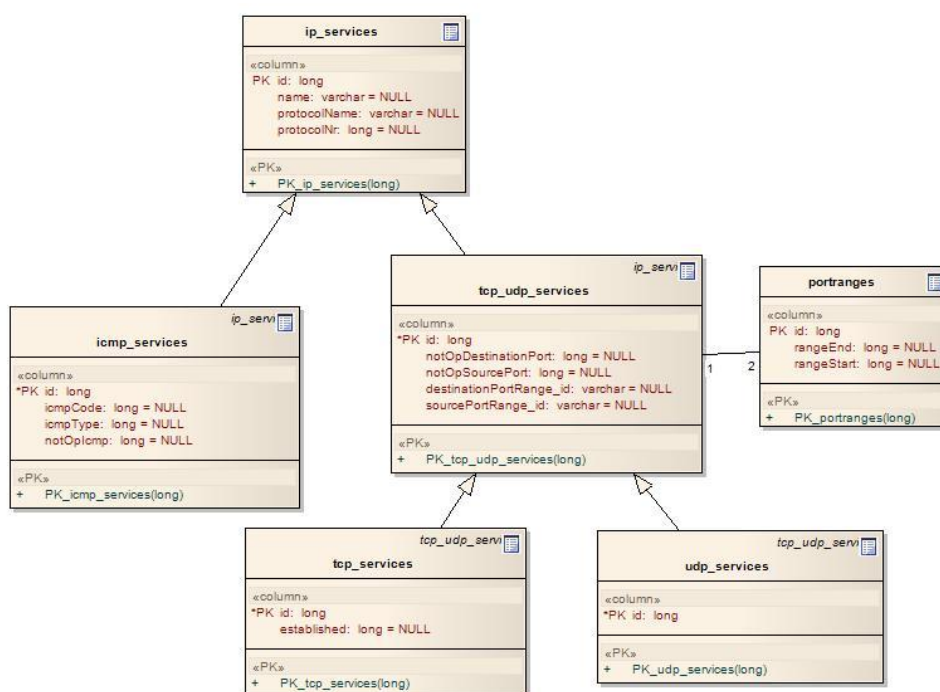 ip_services
«column»
PK id: long
name: varchar = NULL
protocolName: varchar = NULL
protocolNr: long = NULL
«PK»
+ PK_ip_services(long)
ip_servi
icmp_services
«column»
*PK id: long
icmpCode: long = NULL
icmpType: long = NULL
notOpIcmp: long = NULL
«PK»
+ PK_icmp_services(long)
ip_servi
tcp_udp_services
«column»
*PK id: long
notOpDestinationPort: long = NULL
notOpSourcePort: long = NULL
destinationPortRange_id: varchar = NULL
sourcePortRange_id: varchar = NULL
«PK»
+ PK_tcp_udp_services(long)
1
2
portranges
«column»
PK id: long
rangeEnd: long = NULL
rangeStart: long = NULL
«PK»
+ PK_portranges(long)
tcp_udp_servi
tcp_services
«column»
*PK id: long
established: long = NULL
«PK»
+ PK_tcp_services(long)
tcp_udp_servi
udp_services
«column»
*PK id: long
«PK»
+ PK_udp_services(long)